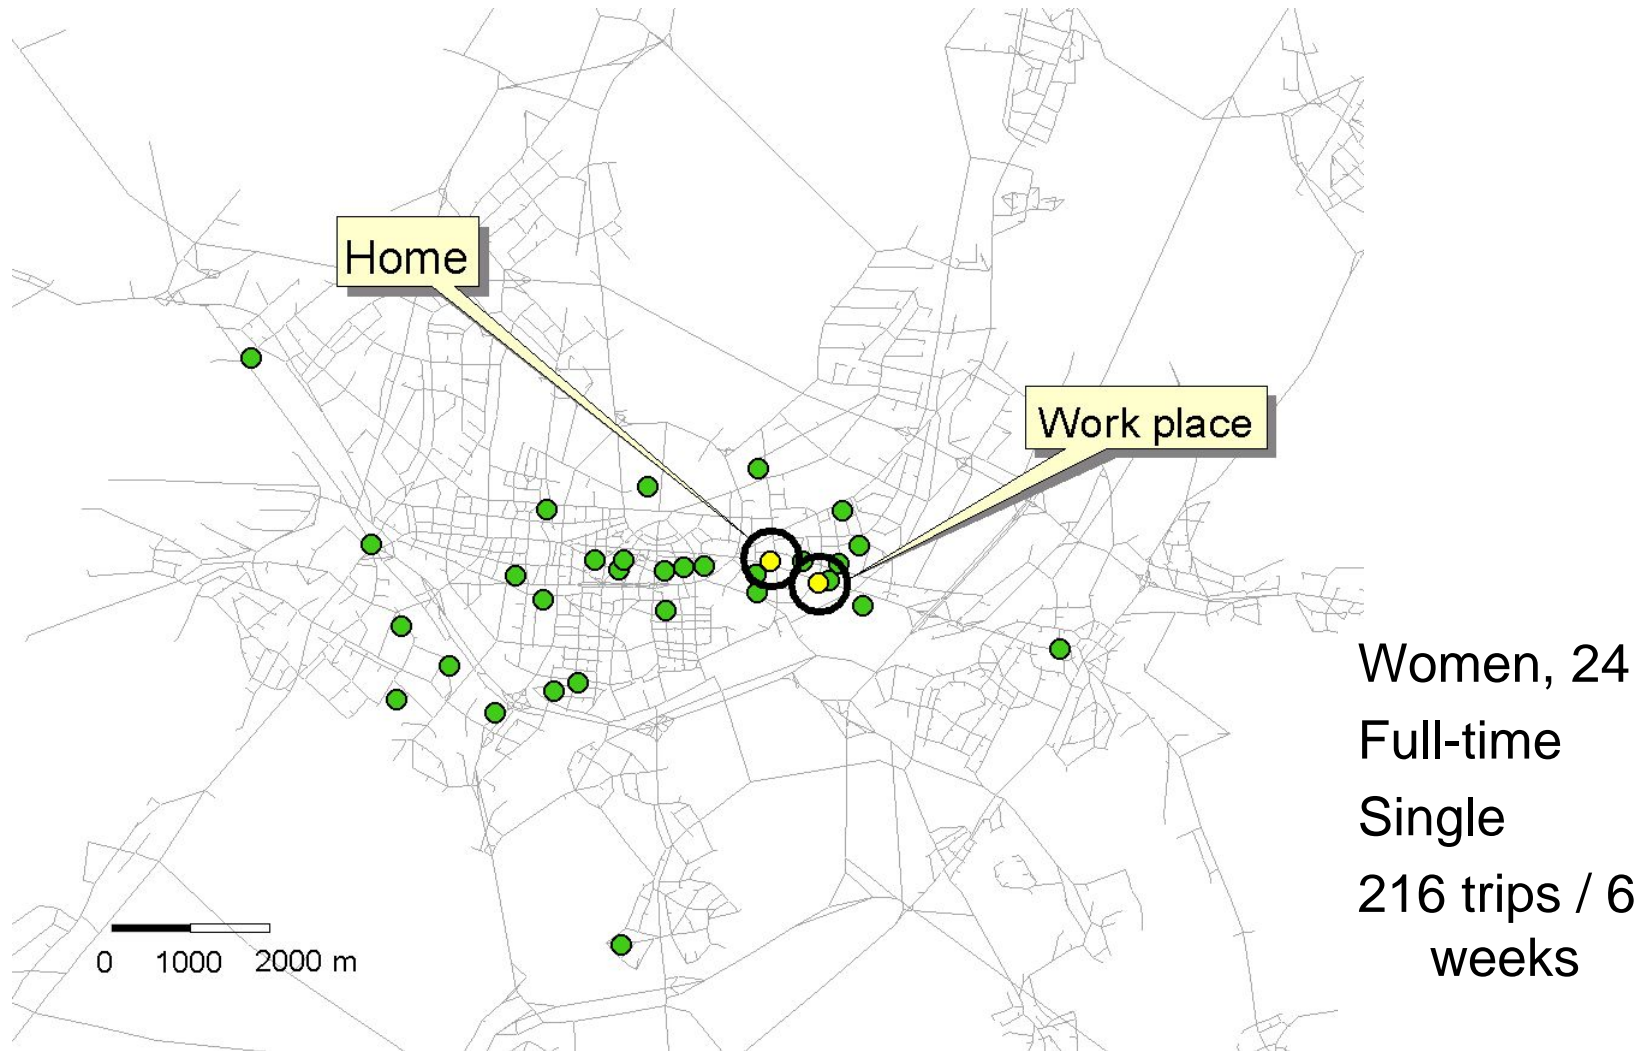 Home
Work place
Women, 24
Full-time
Single
216 trips / 6
weeks
0 1000 2000 m